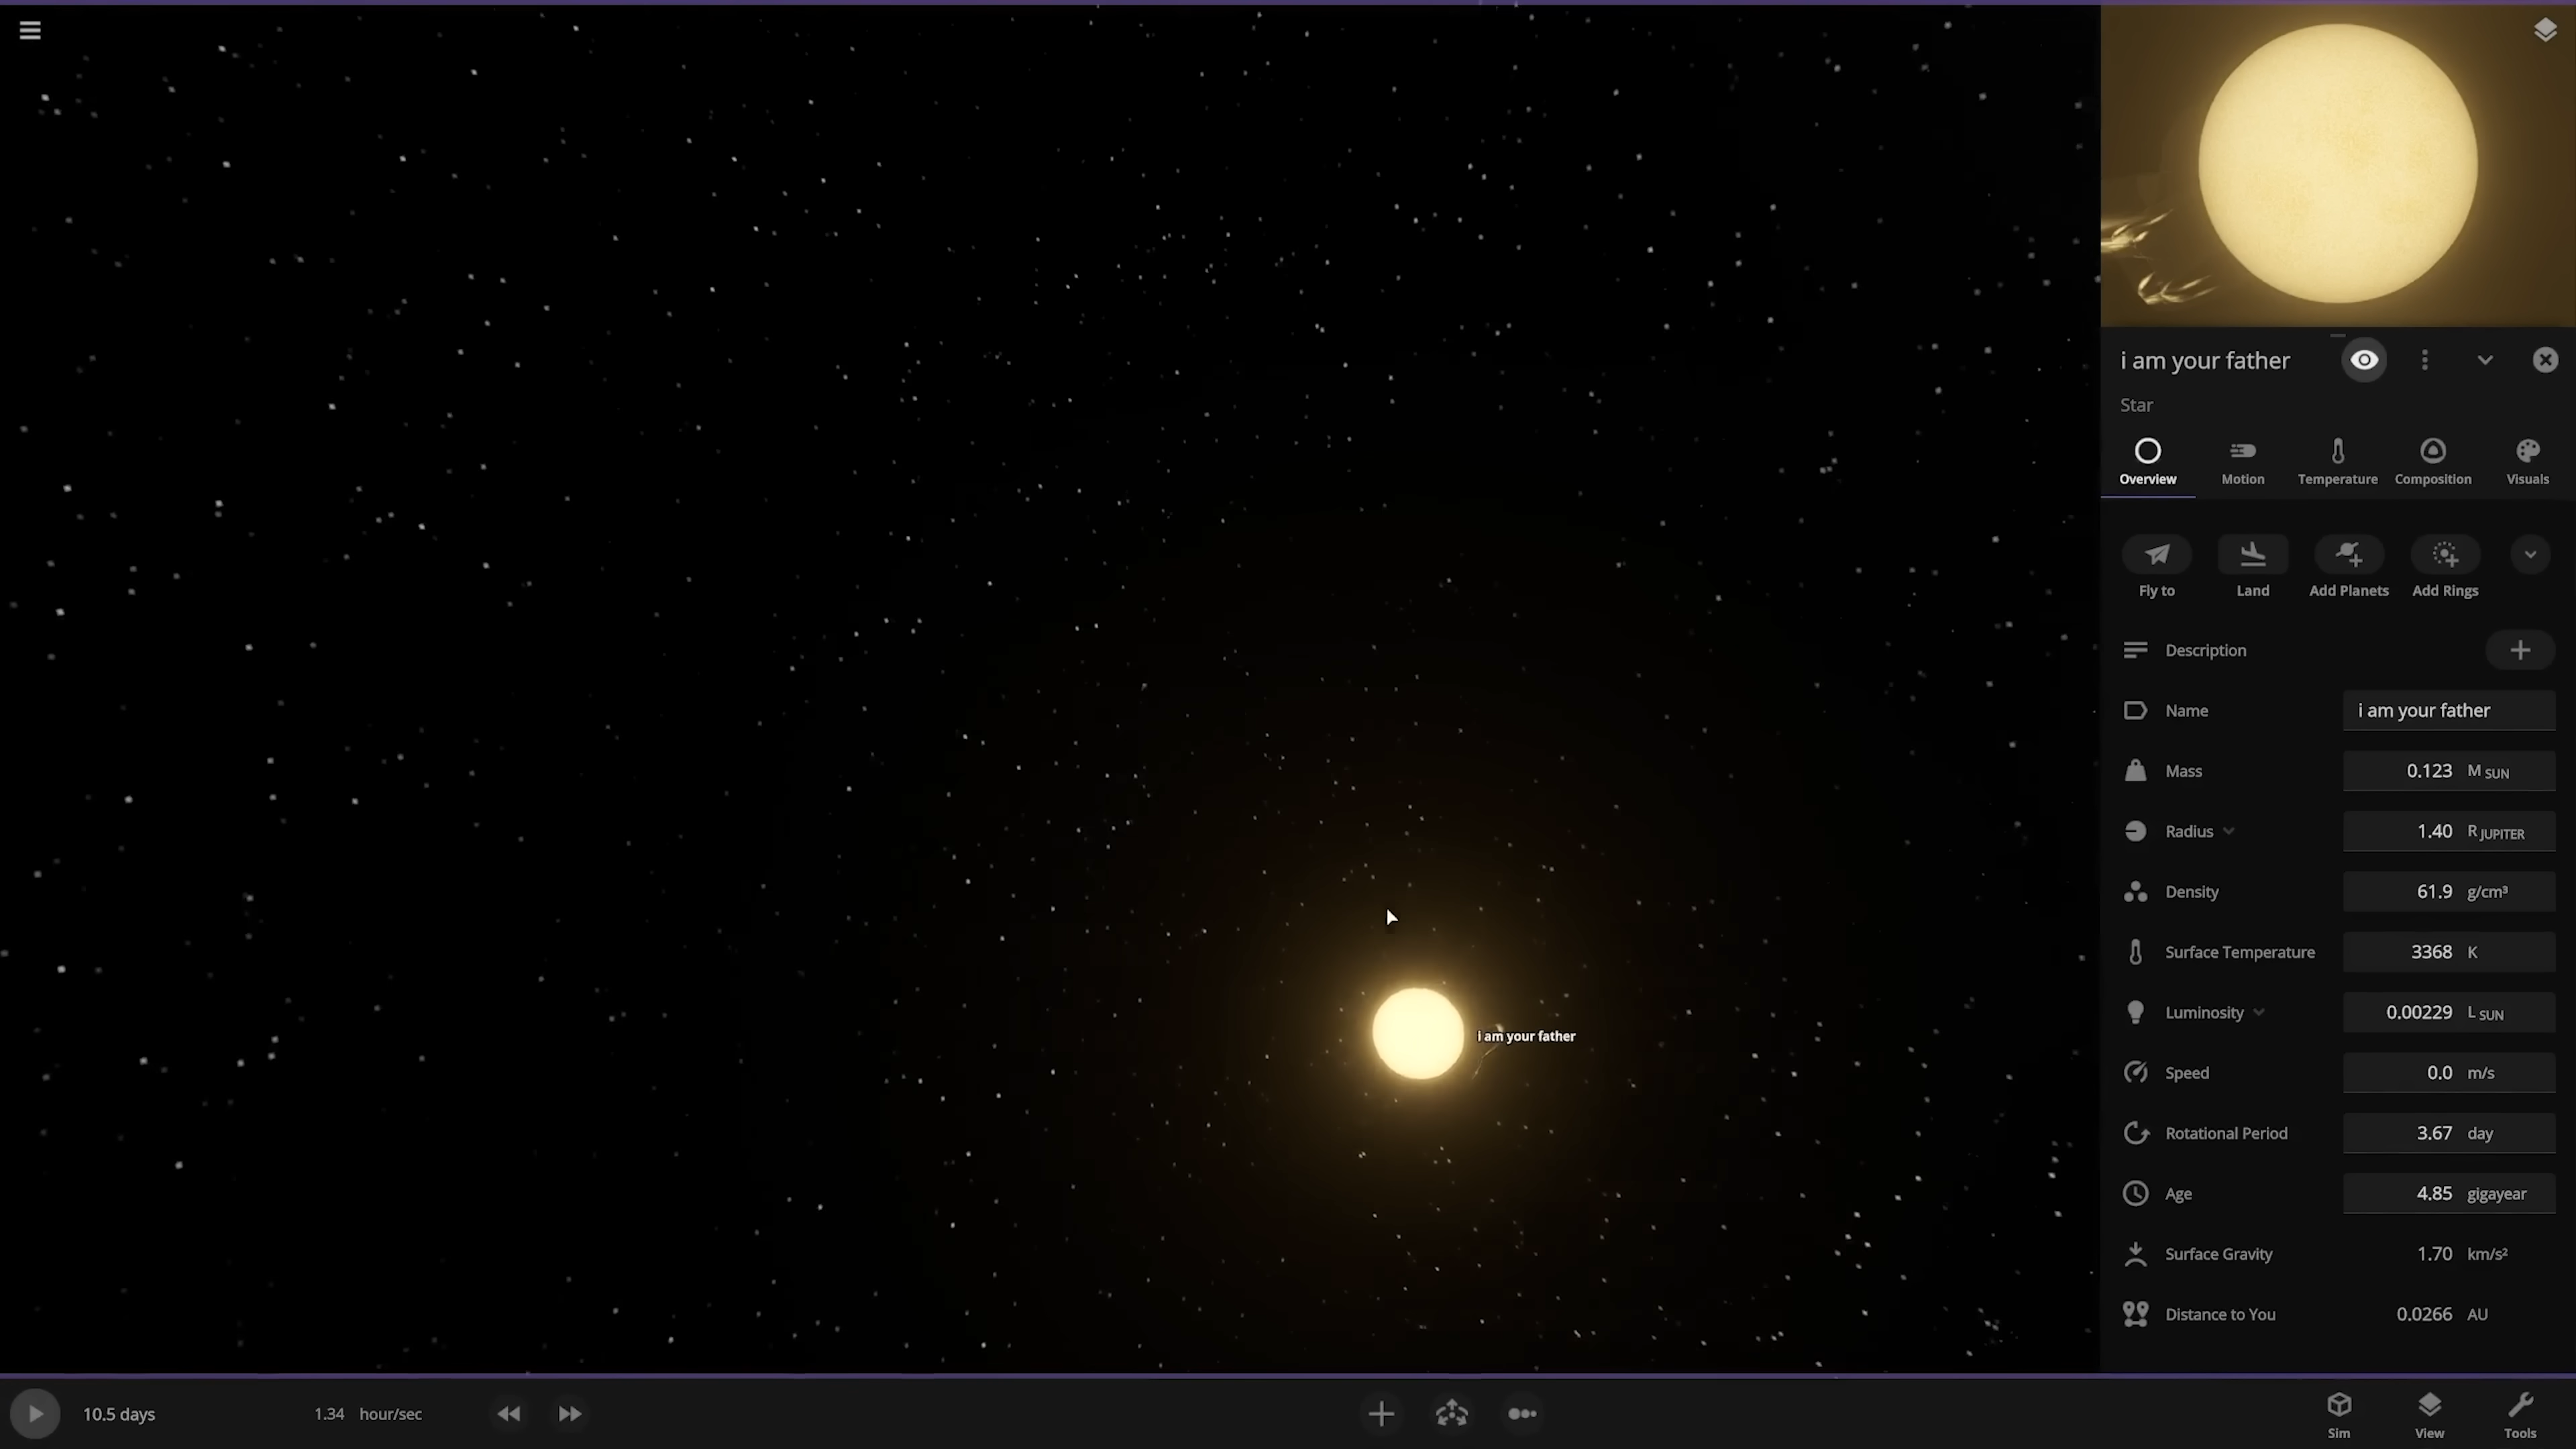 i am your father
Star
Overview
Motion
Temperature
Composition
Visuals
Fly to
Land
Add Planets
Add Rings
Description
Name
i am your father
Mass
0.123 M SUN
Radius
1.40 R JUPITER
Density
61.9 g/cm³
Surface Temperature
3368 K
Luminosity
0.00229 L SUN
Speed
0.0 m/s
Rotational Period
3.67 day
Age
4.85 gigayear
Surface Gravity
1.70 km/s²
Distance to You
0.0266 AU
i am your father
10.5 days
1.34 hour/sec
Sim
View
Tools